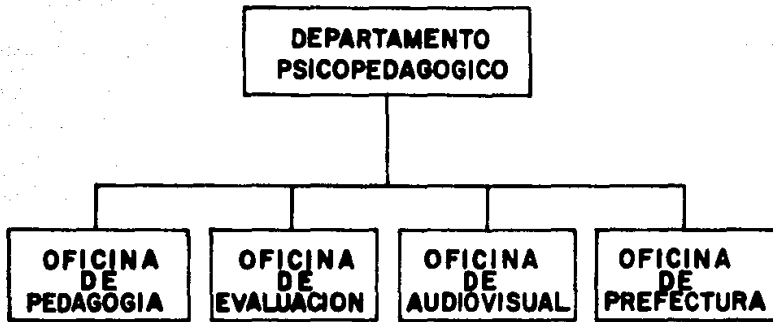 DEPARTAMENTO
PSICOPEDAGOGICO
OFICINA
DE
PEDAGOGIA
OFICINA
DE
EVALUACION
OFICINA
DE
AUDIOVISUAL
OFICINA
DE
PREFECTURA